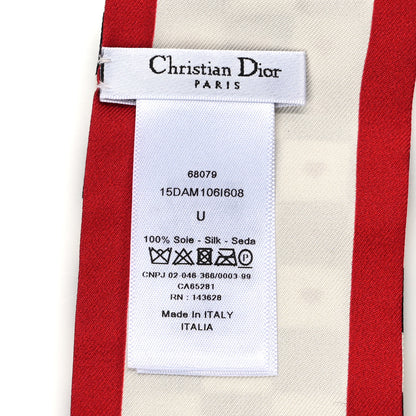 Christian Dior
PARIS
68079
15DAM106I608
U
100% Soie - Silk - Seda
CNPJ 02-046-366/0003-99
CA65281
RN : 143628
Made In ITALY
ITALIA